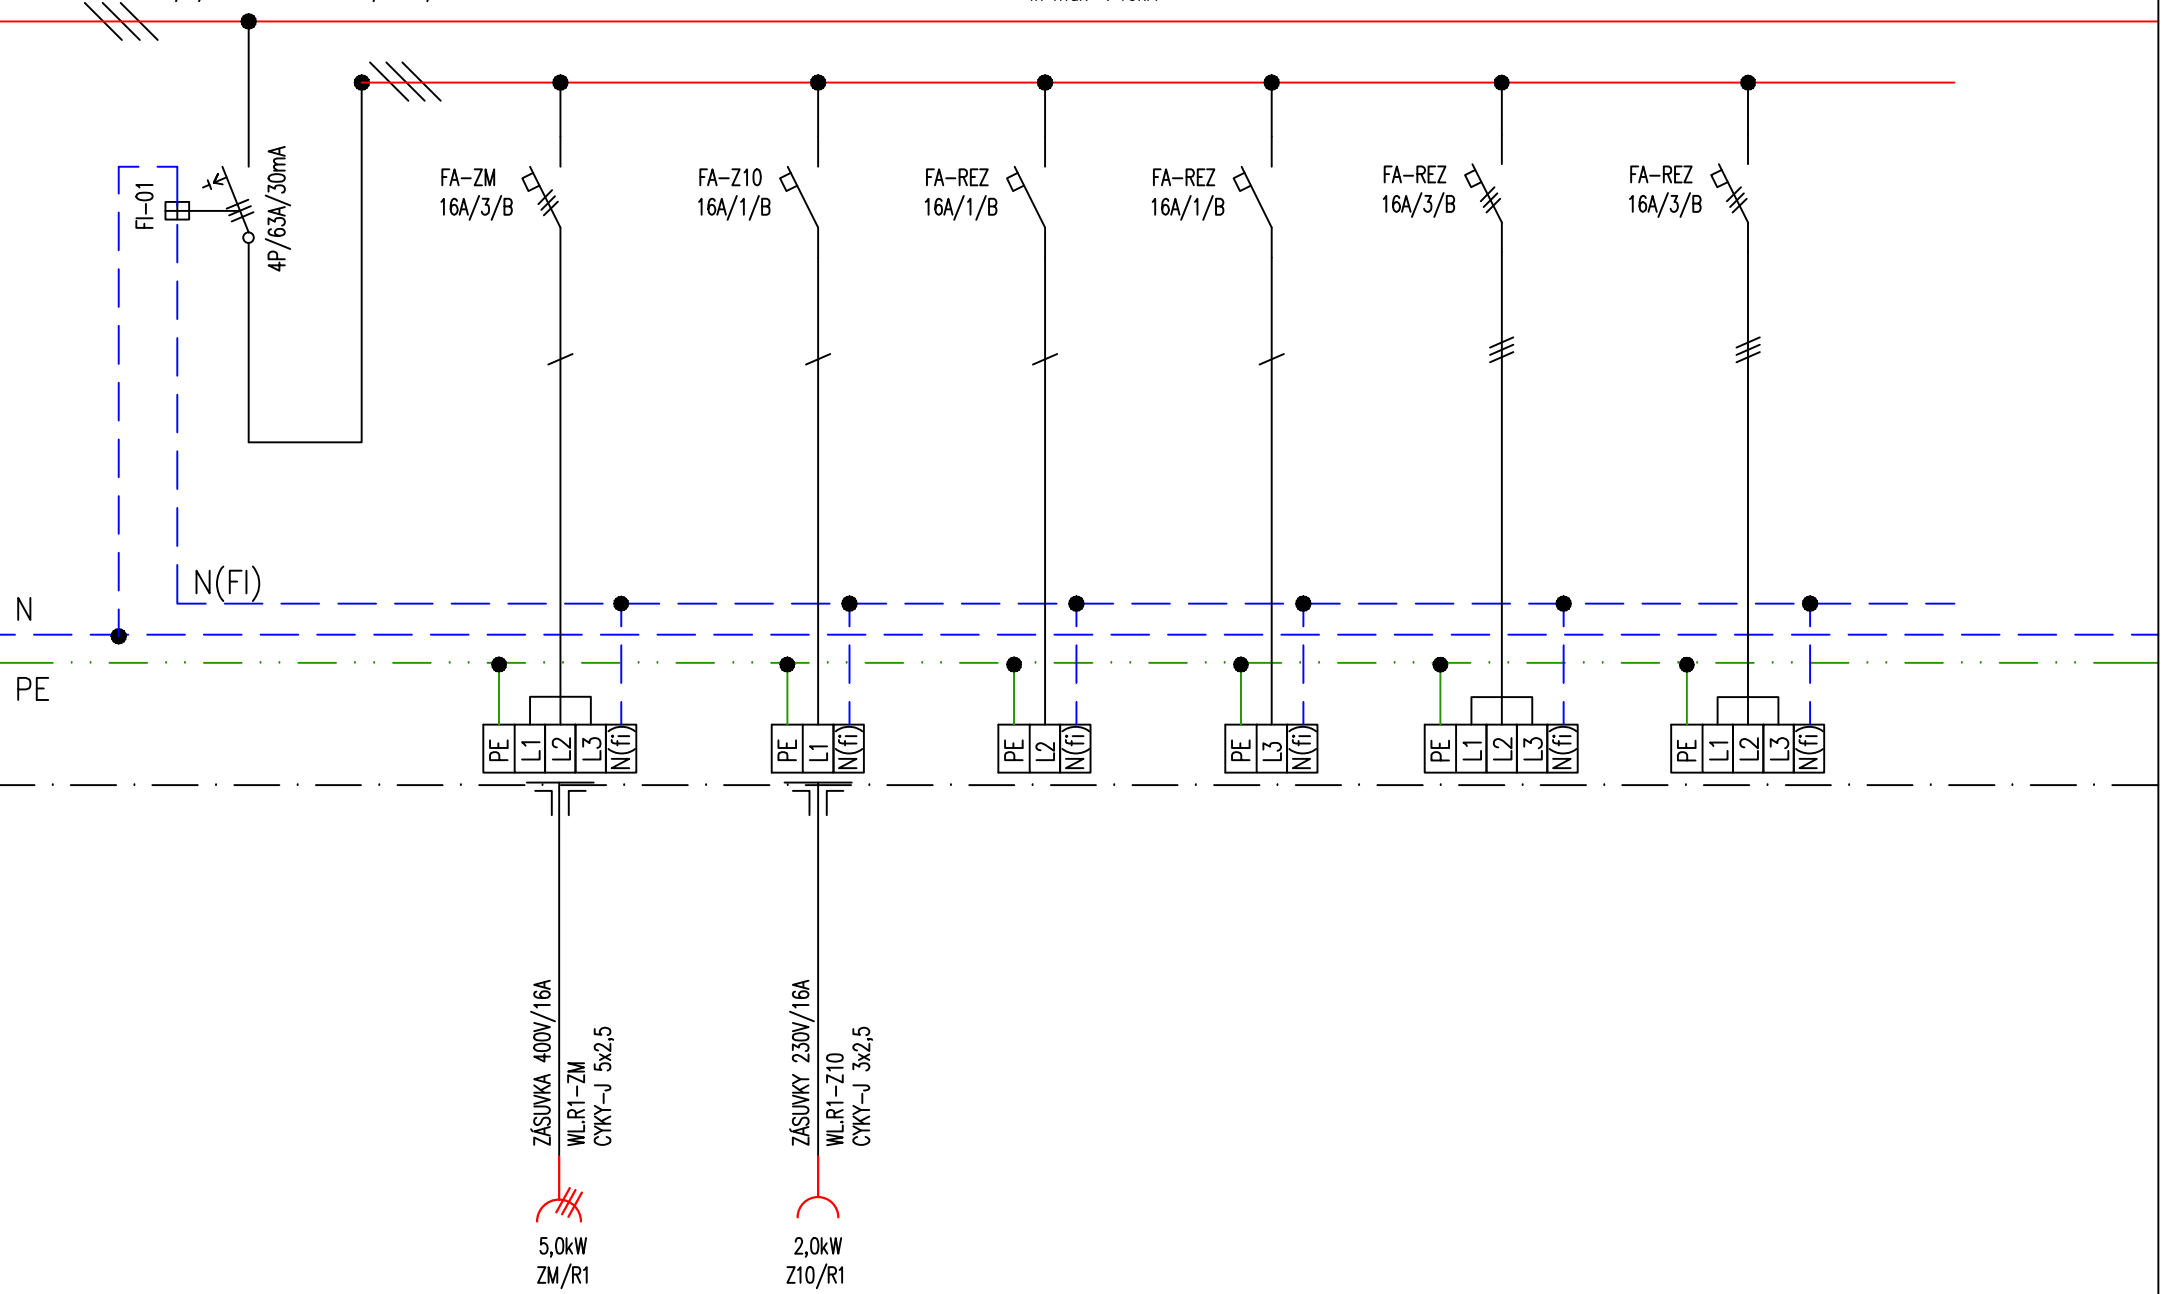 FI-01
4P/63A/30mA
FA-ZM
16A/3/B
FA-Z10
16A/1/B
FA-REZ
16A/1/B
FA-REZ
16A/1/B
FA-REZ
16A/3/B
FA-REZ
16A/3/B
N(FI)
N
PE
PE L1 L2 L3 N(fi)
PE L1 N(fi)
PE L2 N(fi)
PE L3 N(fi)
PE L1 L2 L3 N(fi)
PE L1 L2 L3 N(fi)
ZÁSUVKA 400V/16A
WL.R1-ZM
CYKY-J 5x2,5
ZÁSUVKY 230V/16A
WL.R1-Z10
CYKY-J 3x2,5
5,0kW
ZM/R1
2,0kW
Z10/R1